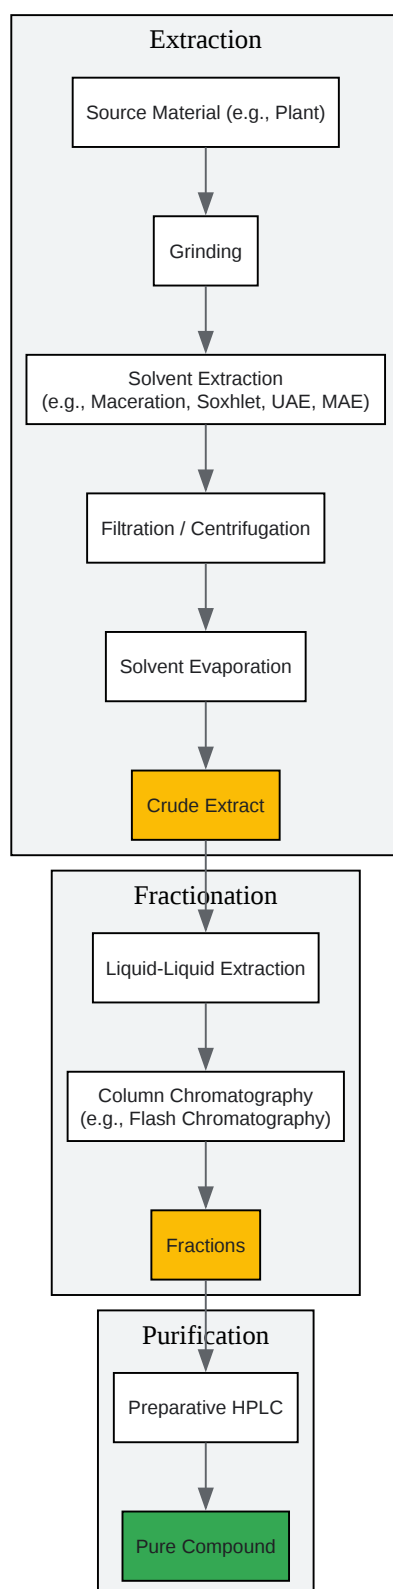 Extraction
Source Material (e.g., Plant)
Grinding
Solvent Extraction
(e.g., Maceration, Soxhlet, UAE, MAE)
Filtration / Centrifugation
Solvent Evaporation
Crude Extract
Fractionation
Liquid-Liquid Extraction
Column Chromatography
(e.g., Flash Chromatography)
Fractions
Purification
Preparative HPLC
Pure Compound